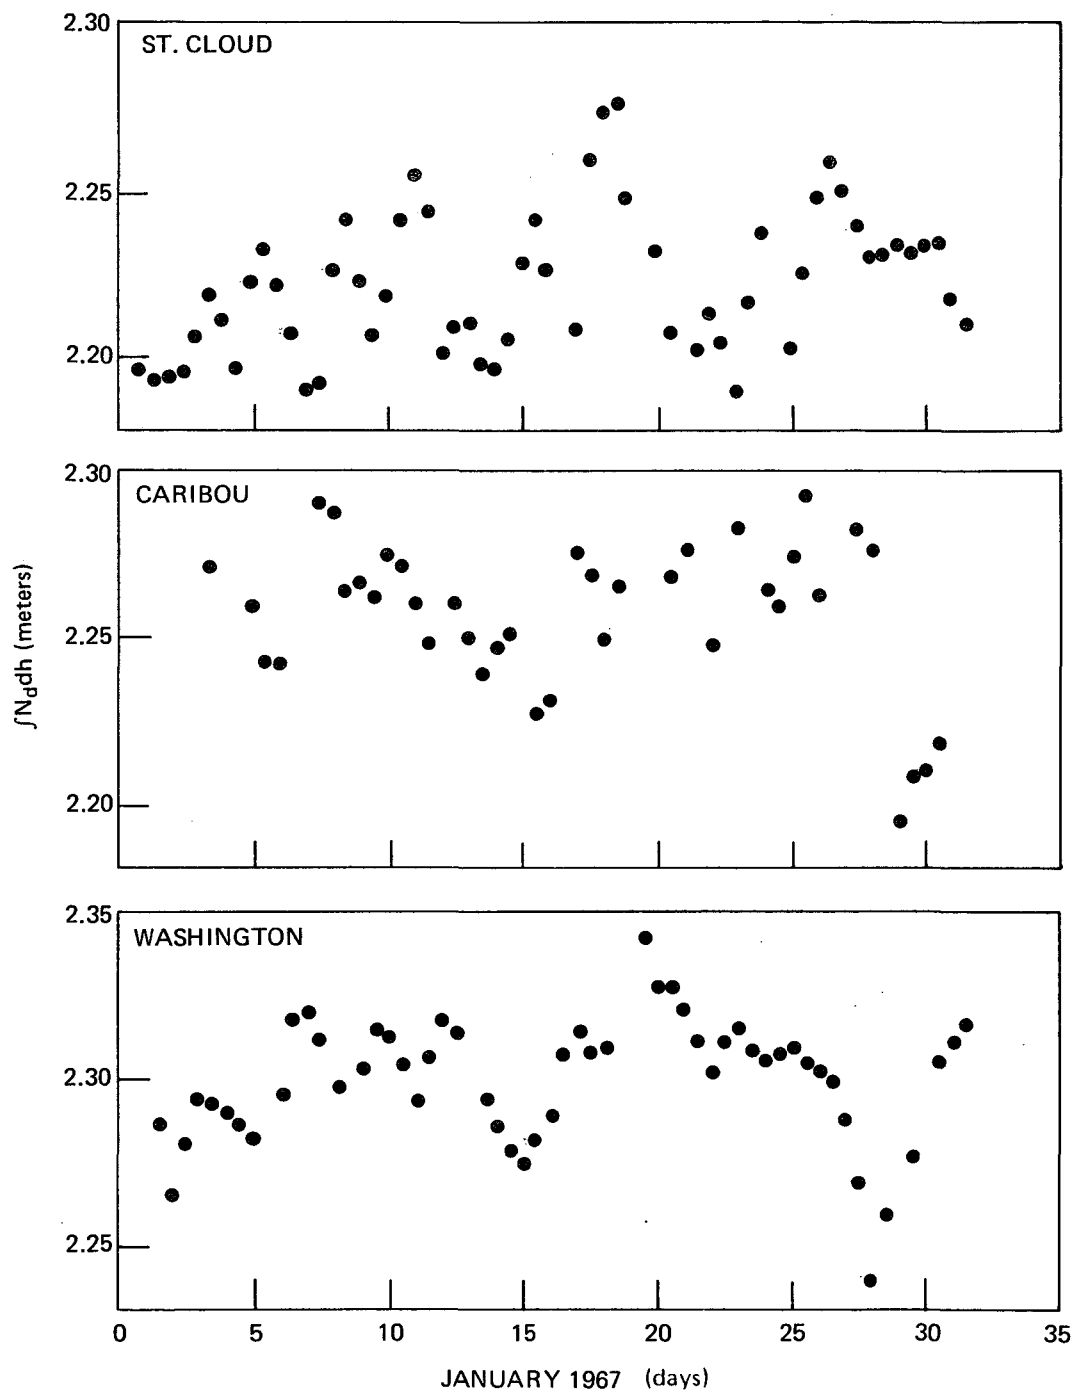 2.30
ST. CLOUD
2.25
2.20
2.30
CARIBOU
2.25
2.20
∫N_d dh (meters)
2.35
WASHINGTON
2.30
2.25
0 5 10 15 20 25 30 35
JANUARY 1967 (days)